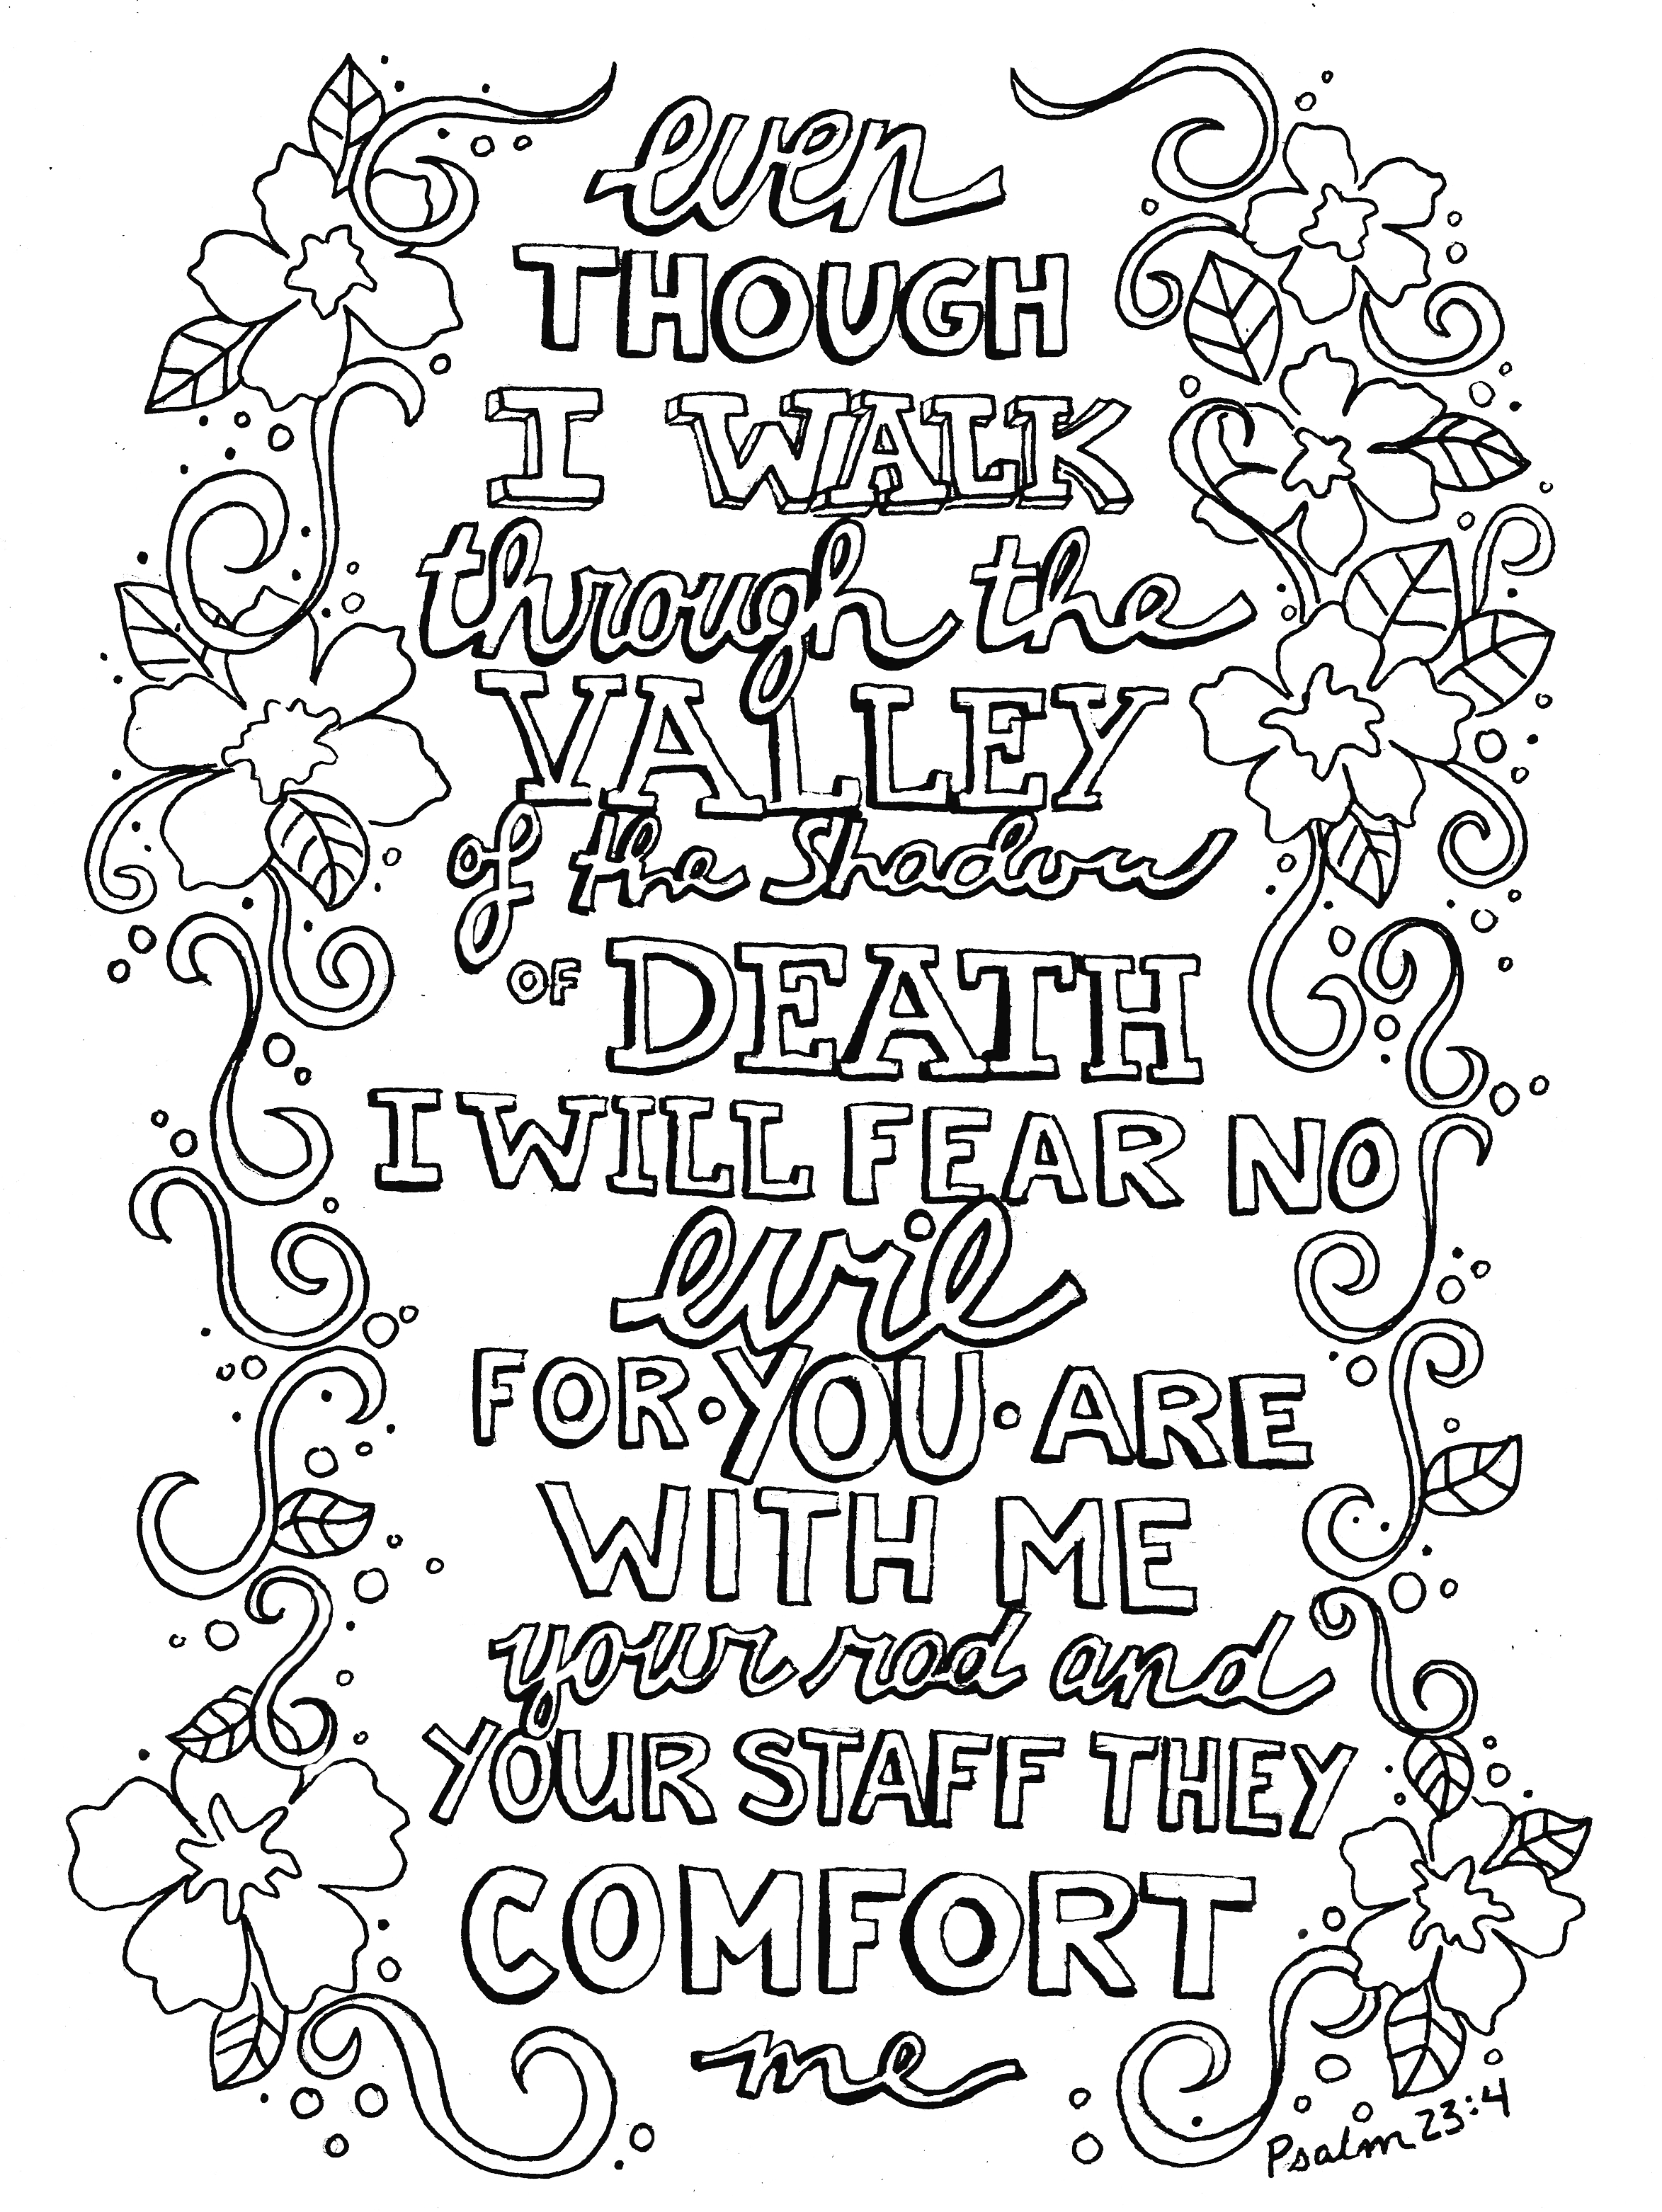 even
THOUGH
I WALK
through the
VALLEY
of the Shadow
OF DEATH
I WILL FEAR NO
evil
FOR • YOU • ARE
WITH ME
your rod and
YOUR STAFF THEY
COMFORT
me
Psalm 23:4